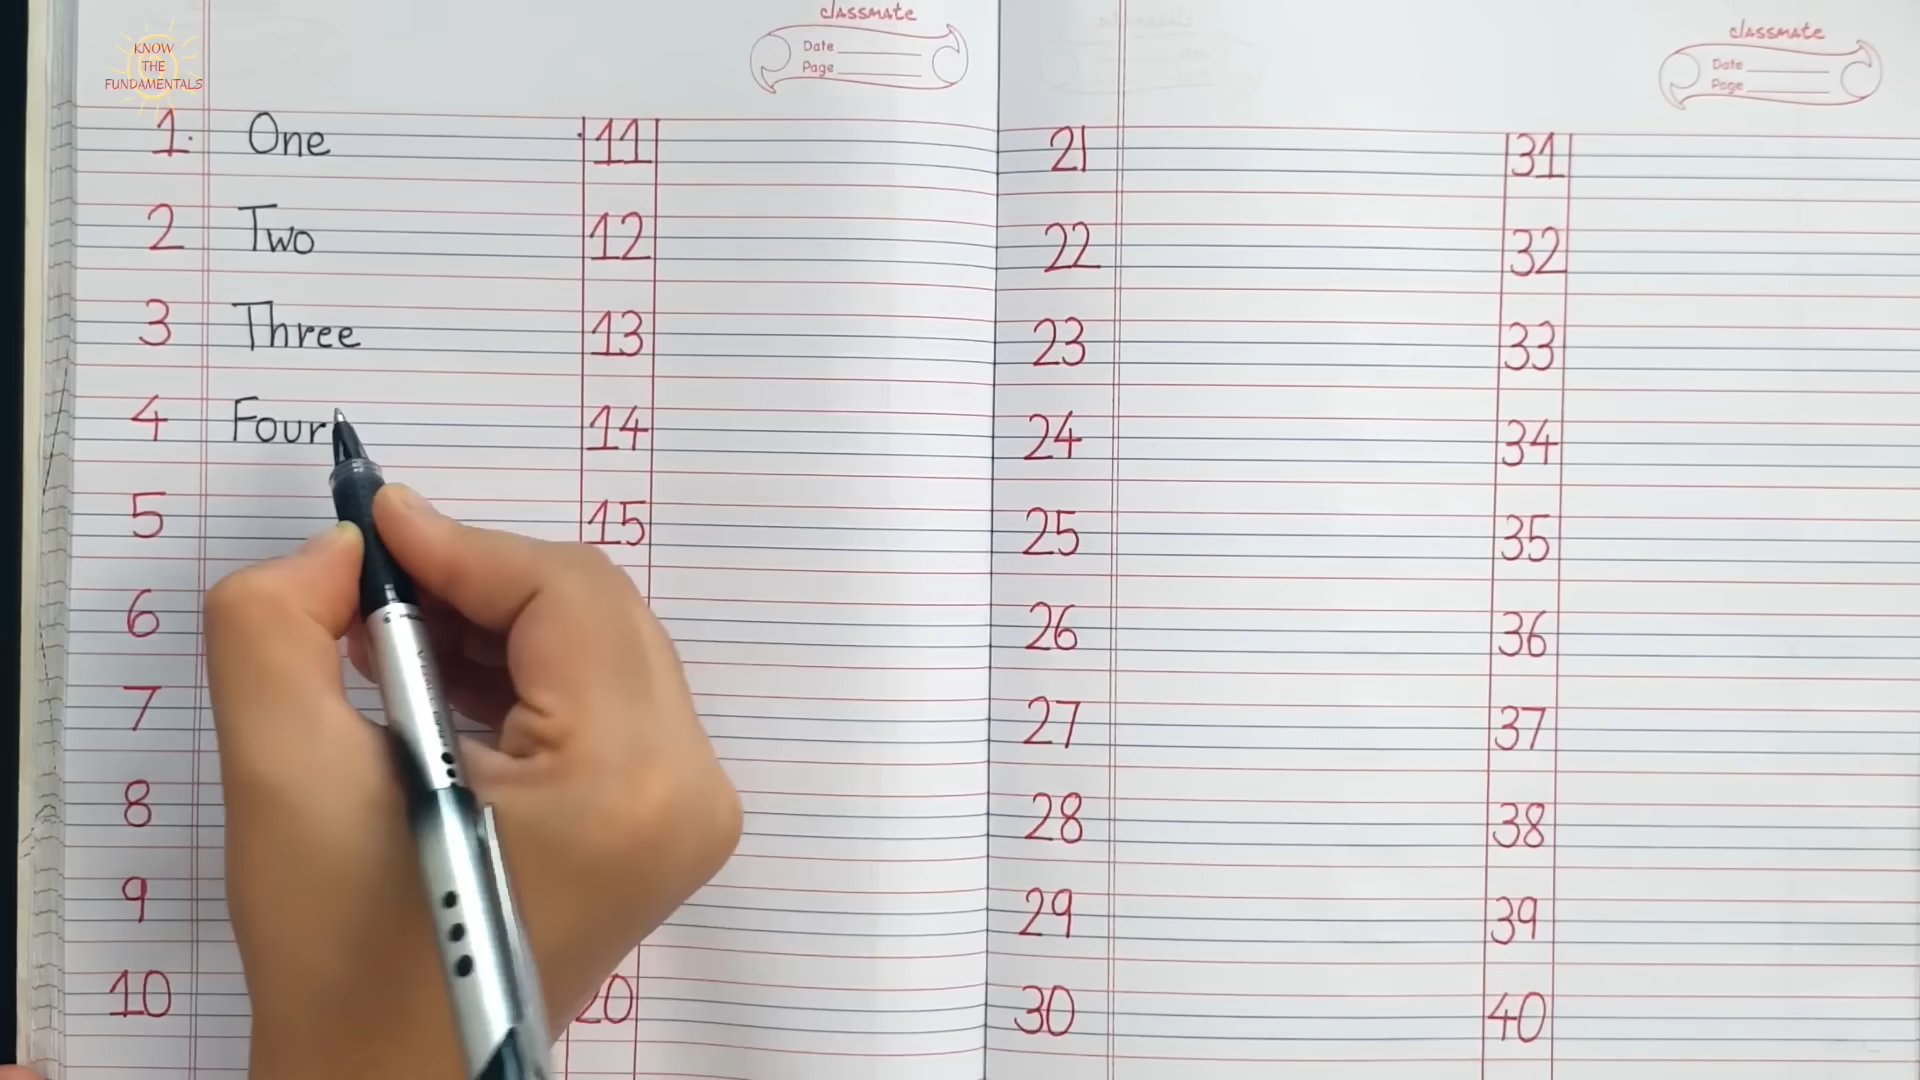 KNOW
THE
FUNDAMENTALS
classmate
Date
Page
classmate
Date
Page
1. One
2 Two
3 Three
4 Four
5
6
7
8
9
10
11
12
13
14
15
20
21
22
23
24
25
26
27
28
29
30
31
32
33
34
35
36
37
38
39
40